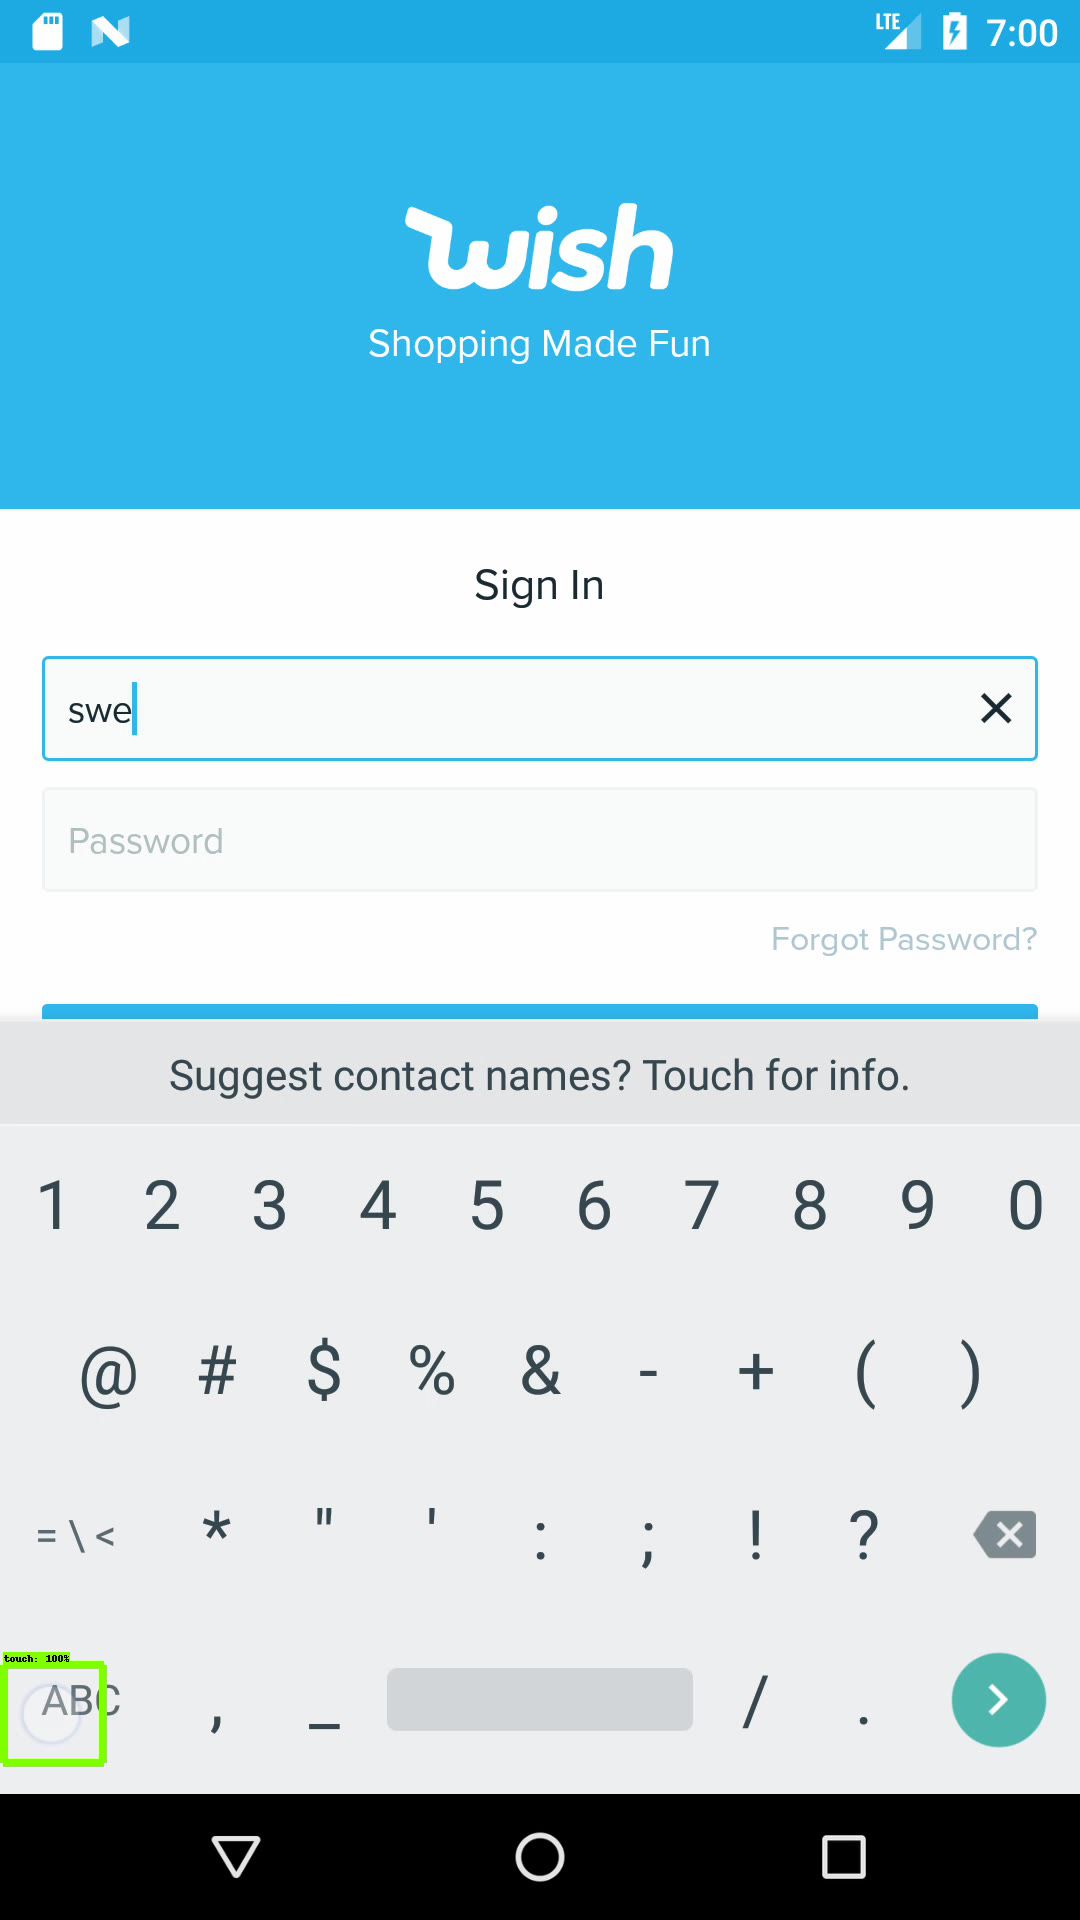 LTE 7:00
wish
Shopping Made Fun
Sign In
swe
Password
Forgot Password?
Suggest contact names? Touch for info.
1 2 3 4 5 6 7 8 9 0
@ # $ % & - + ( )
= \ < * " ' : ; ! ?
touch: 100%
ABC , _ / .